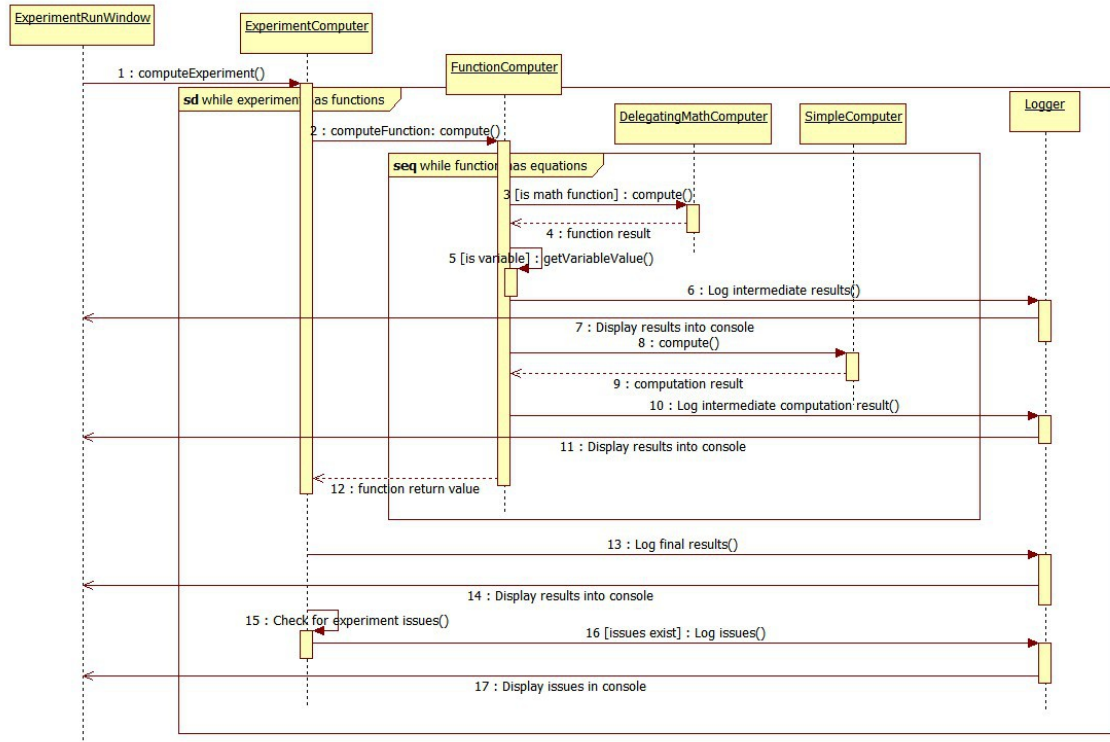 ExperimentRunWindow
ExperimentComputer
FunctionComputer
DelegatingMathComputer
SimpleComputer
Logger
1 : computeExperiment()
sd while experiment has functions
2 : computeFunction: compute()
seq while function has equations
3 [is math function] : compute()
4 : function result
5 [is variable] : getVariableValue()
6 : Log intermediate results()
7 : Display results into console
8 : compute()
9 : computation result
10 : Log intermediate computation result()
11 : Display results into console
12 : function return value
13 : Log final results()
14 : Display results into console
15 : Check for experiment issues()
16 [issues exist] : Log issues()
17 : Display issues in console